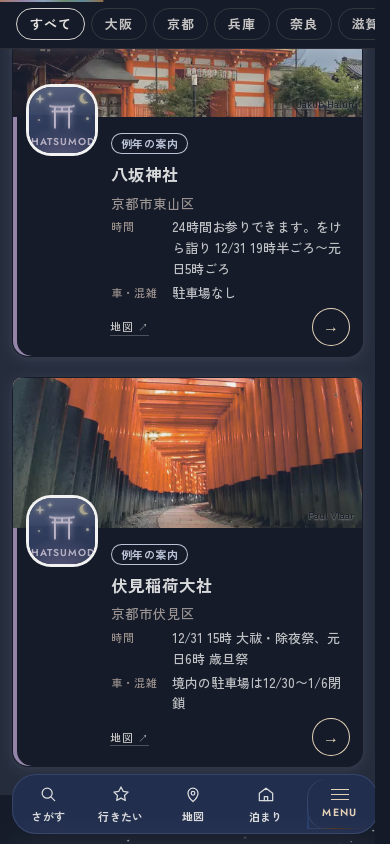 すべて
大阪
京都
兵庫
奈良
滋賀
Jakub Hałun
HATSUMOD
例年の案内
八坂神社
京都市東山区
時間
24時間お参りできます。をけ
ら詣り 12/31 19時半ごろ〜元
日5時ごろ
車・混雑
駐車場なし
地図 ↗
→
Paul Vlaar
HATSUMOD
例年の案内
伏見稲荷大社
京都市伏見区
時間
12/31 15時 大祓・除夜祭、元
日6時 歳旦祭
車・混雑
境内の駐車場は12/30〜1/6閉
鎖
地図 ↗
→
さがす
行きたい
地図
泊まり
MENU